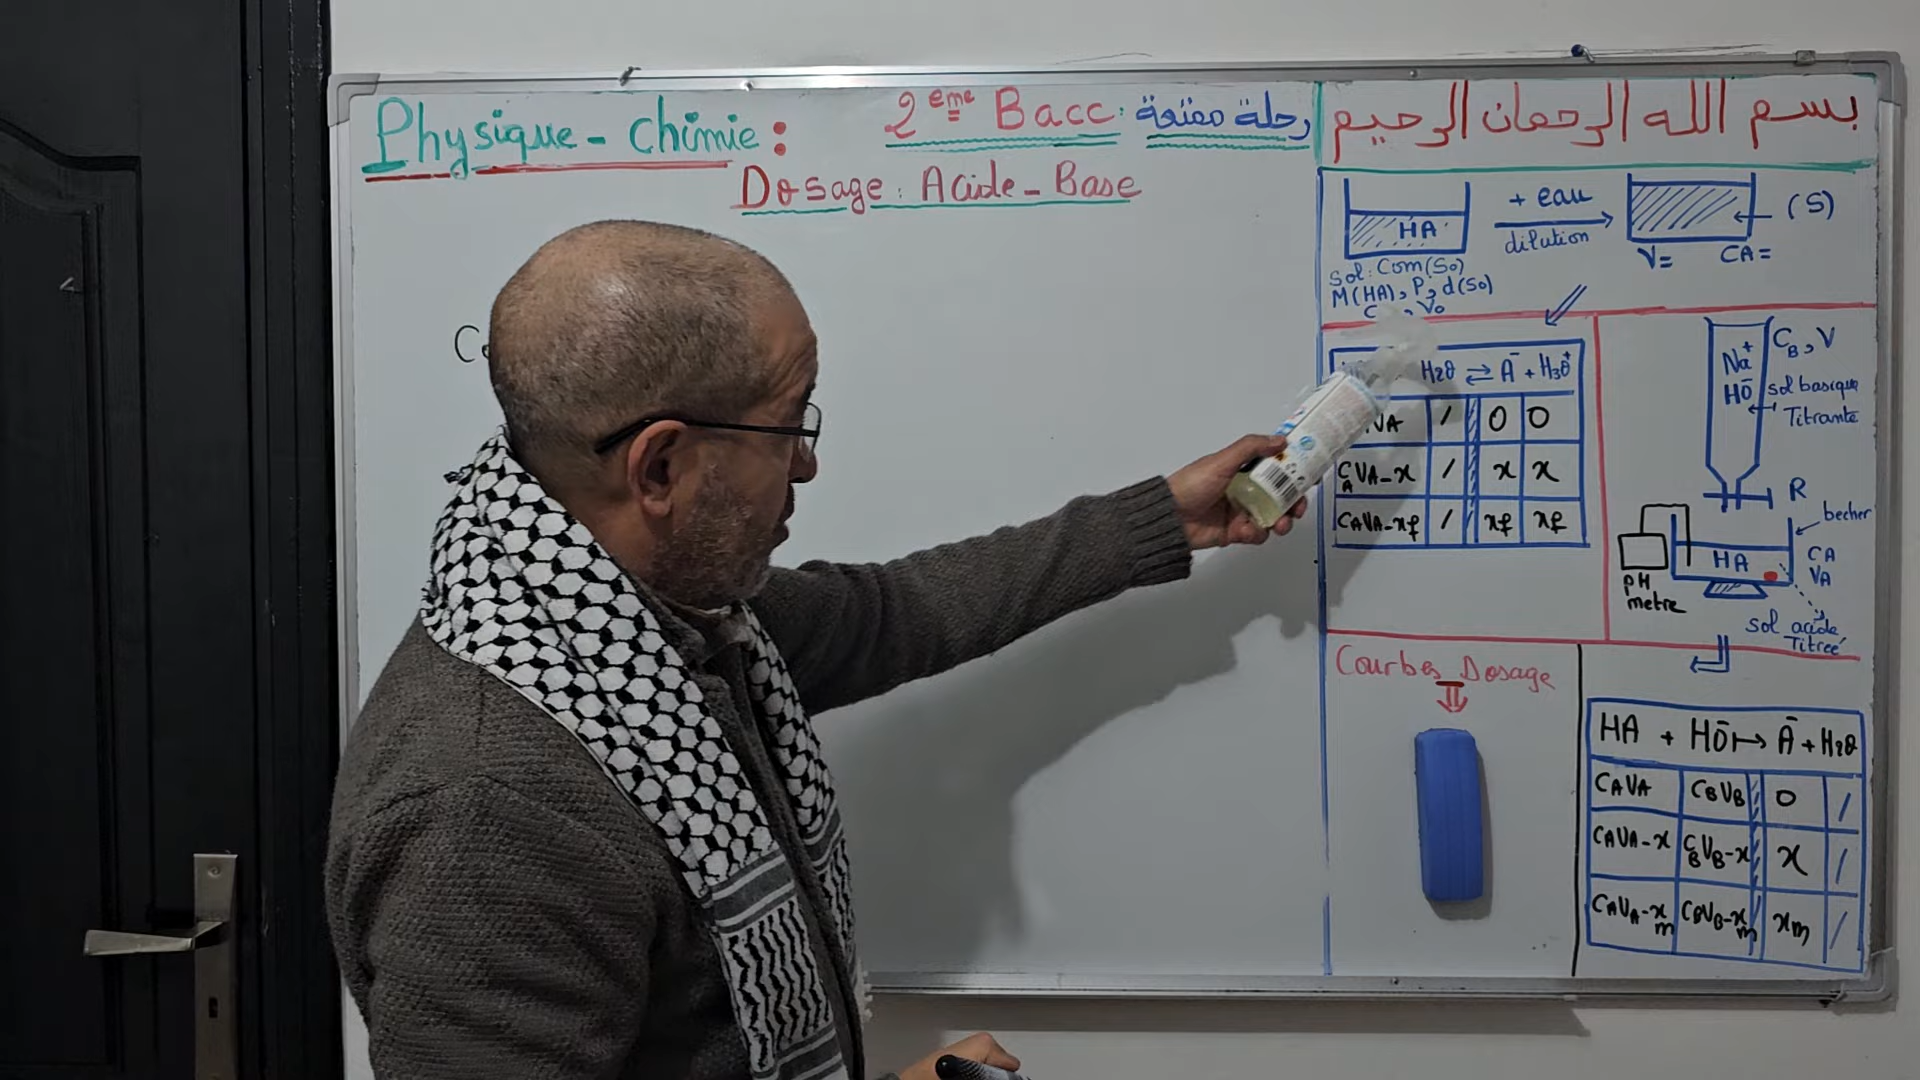 Physique - Chimie :
2eme Bacc : رحلة ممتعة
بسم الله الرحمان الرحيم
Dosage : Acide - Base
HA
+ eau
dilution
(S)
V=
CA=
Sol : Com (S0)
M(HA), P, d(S0)
V0
H2O ⇌ A- + H3O+
/ 0 0
CAVA-x / x x
CAVA-xf / xf xf
CB, V
Na+
HO-
sol basique
Titrante
R
becher
HA
CA
VA
pH
metre
sol acide
Titrée
Courbes Dosage
⇓
HA + HO- ↦ A- + H2O
CAVA CBVB 0 /
CAVA-x CBVB-x x /
CAVA-xm CBVB-xm xm /